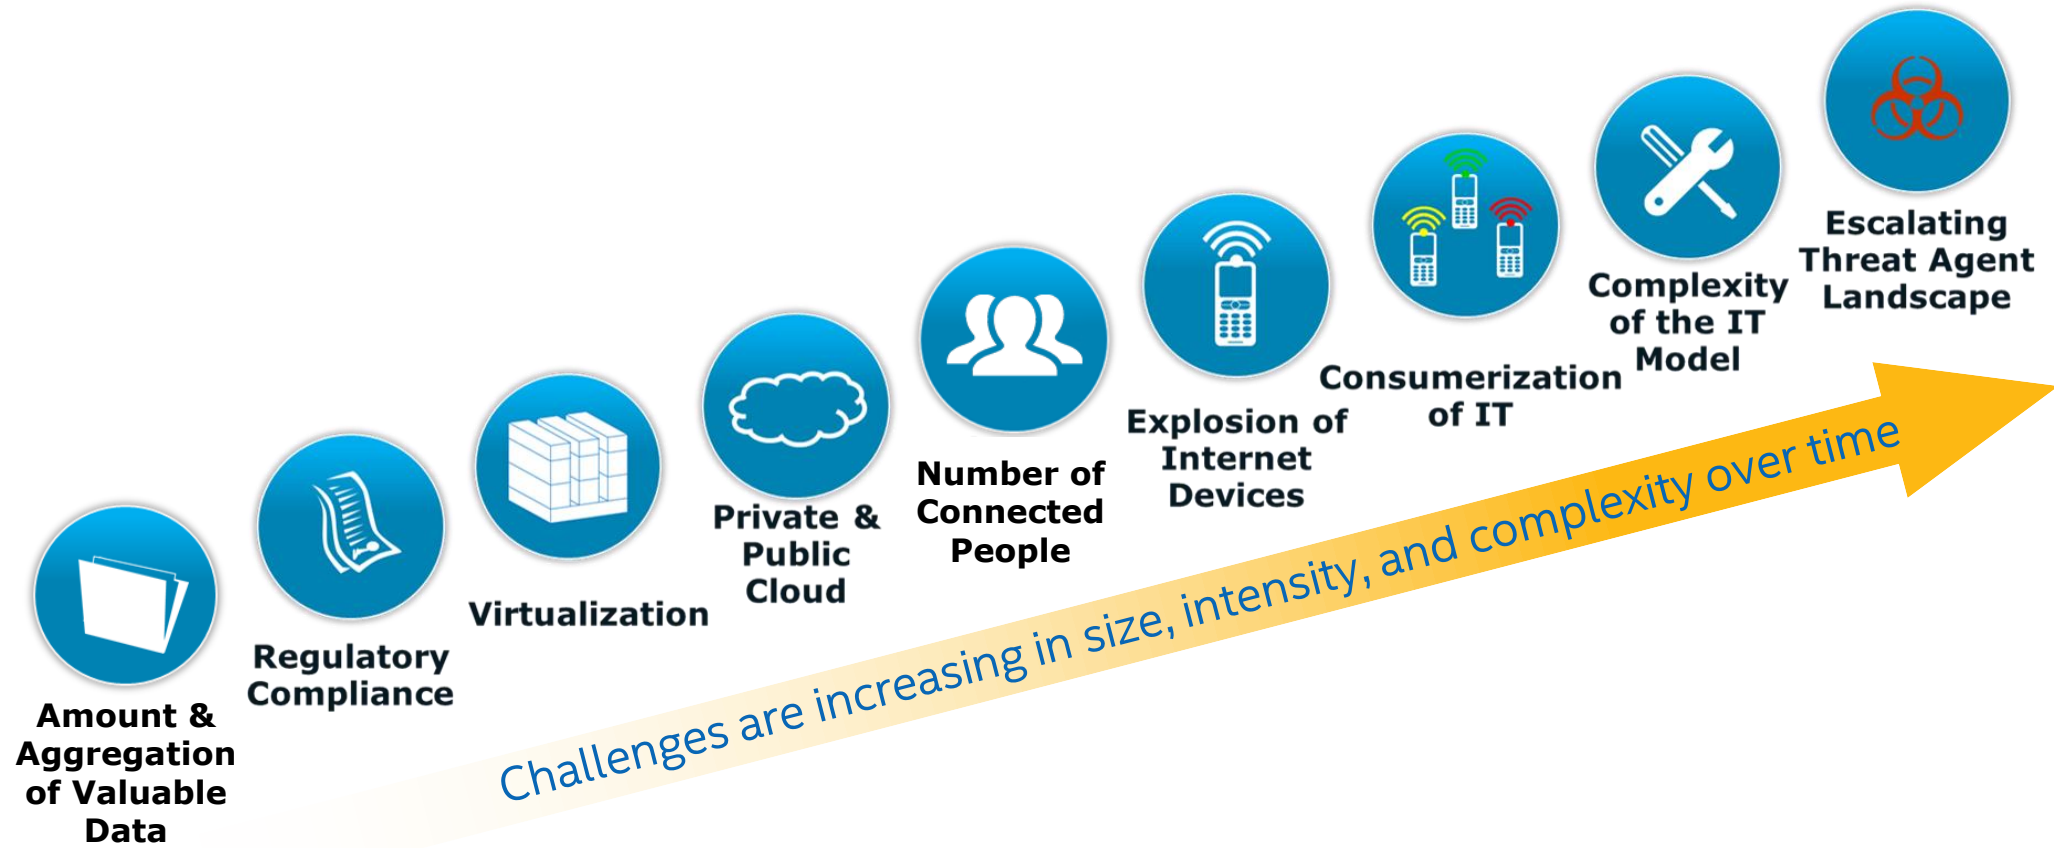 Amount &
Aggregation
of Valuable
Data
Regulatory
Compliance
Virtualization
Private &
Public
Cloud
Number of
Connected
People
Explosion of
Internet
Devices
Consumerization
of IT
Complexity
of the IT
Model
Escalating
Threat Agent
Landscape
Challenges are increasing in size, intensity, and complexity over time